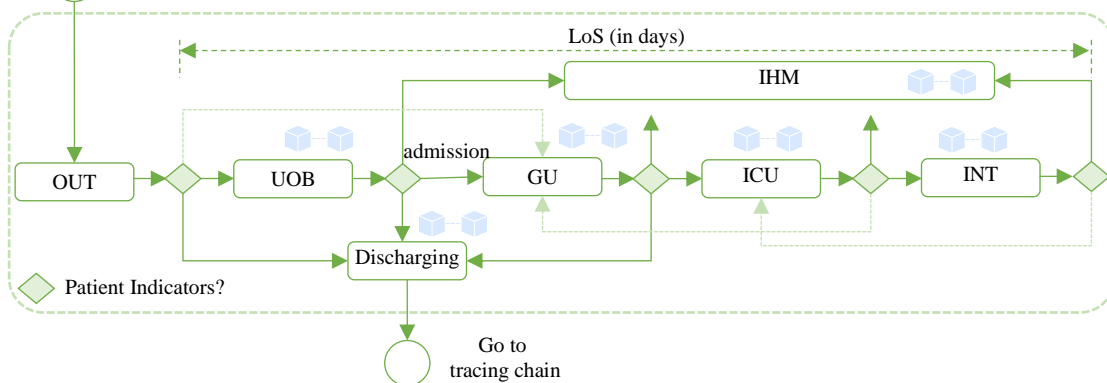 LoS (in days)
IHM
admission
OUT
UOB
GU
ICU
INT
Discharging
Patient Indicators?
Go to
tracing chain